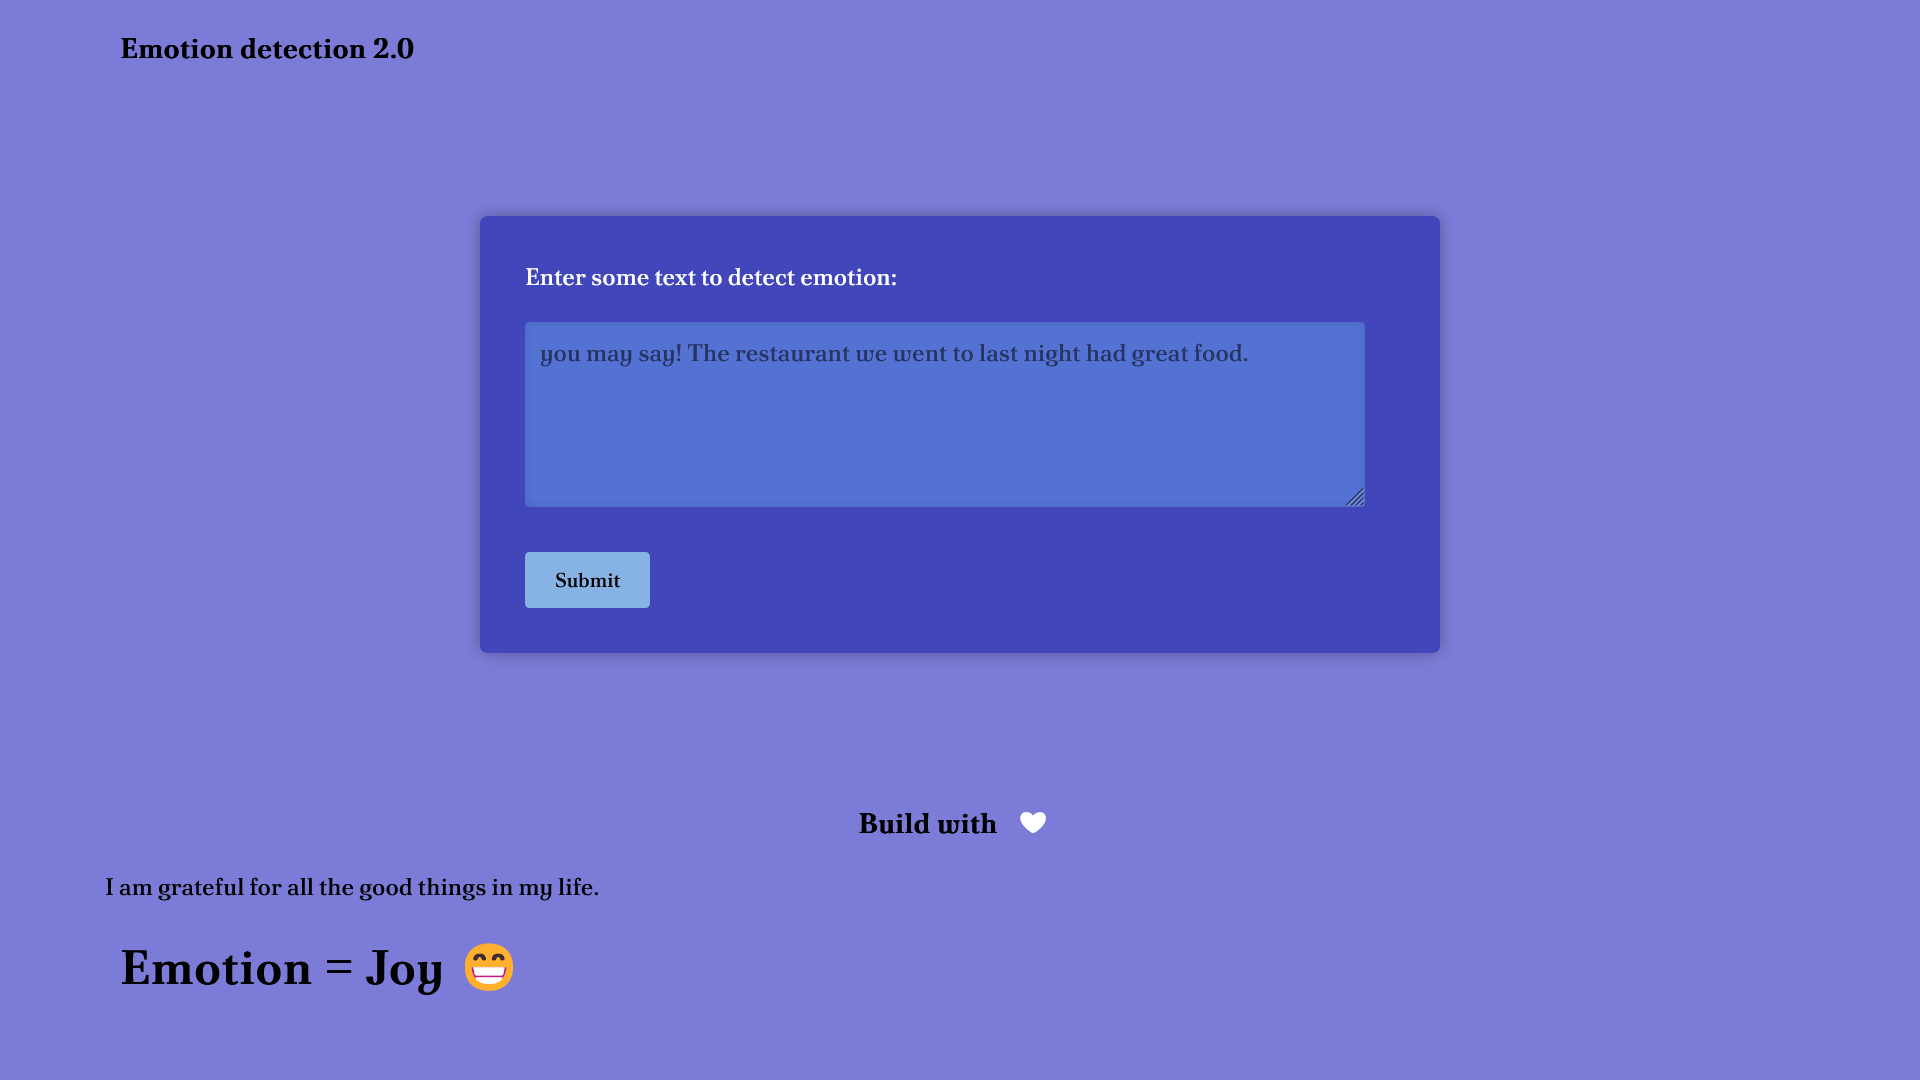 Emotion detection 2.0
Enter some text to detect emotion:
you may say! The restaurant we went to last night had great food.
Submit
Build with
I am grateful for all the good things in my life.
Emotion = Joy 😁